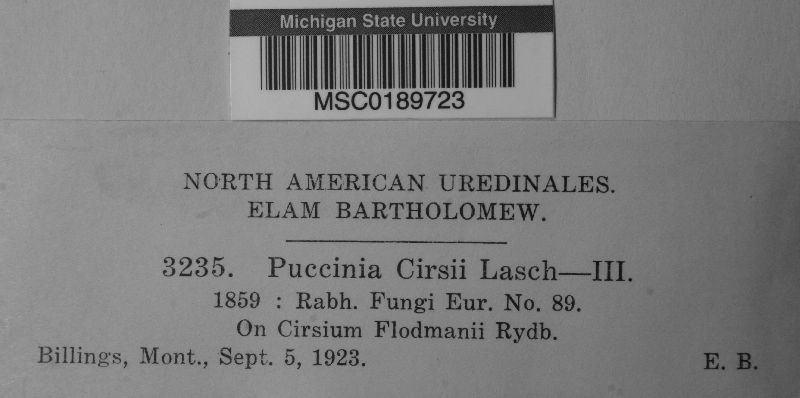 Michigan State University
MSC0189723
NORTH AMERICAN UREDINALES.
ELAM BARTHOLOMEW.
3235. Puccinia Cirsii Lasch—III.
1859 : Rabh. Fungi Eur. No. 89.
On Cirsium Flodmanii Rydb.
Billings, Mont., Sept. 5, 1923. E. B.